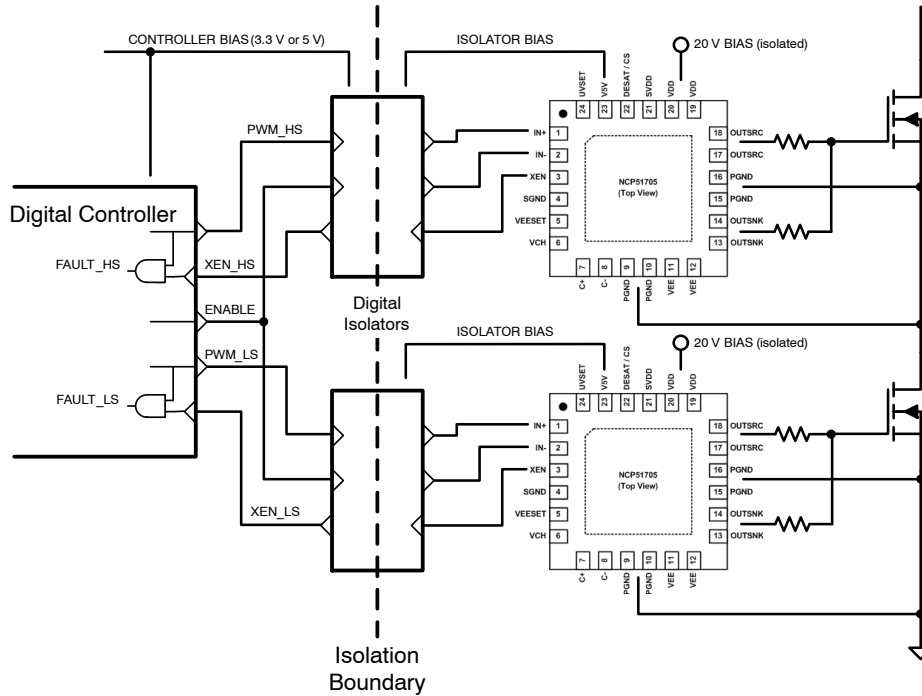 CONTROLLER BIAS (3.3 V or 5 V)
ISOLATOR BIAS
20 V BIAS (isolated)
UVSET
V5V
DESAT / CS
SVDD
VDD
VDD
24
23
22
21
20
19
PWM_HS
IN+
1
18
OUTSRC
IN-
2
17
OUTSRC
XEN
3
NCP51705
(Top View)
16
PGND
SGND
4
15
PGND
VEESET
5
14
OUTSNK
VCH
6
13
OUTSNK
7
8
9
10
11
12
C+
C-
PGND
PGND
VEE
VEE
Digital Controller
FAULT_HS
XEN_HS
ENABLE
PWM_LS
FAULT_LS
XEN_LS
Digital
Isolators
ISOLATOR BIAS
20 V BIAS (isolated)
UVSET
V5V
DESAT / CS
SVDD
VDD
VDD
24
23
22
21
20
19
IN+
1
18
OUTSRC
IN-
2
17
OUTSRC
XEN
3
NCP51705
(Top View)
16
PGND
SGND
4
15
PGND
VEESET
5
14
OUTSNK
VCH
6
13
OUTSNK
7
8
9
10
11
12
C+
C-
PGND
PGND
VEE
VEE
Isolation
Boundary